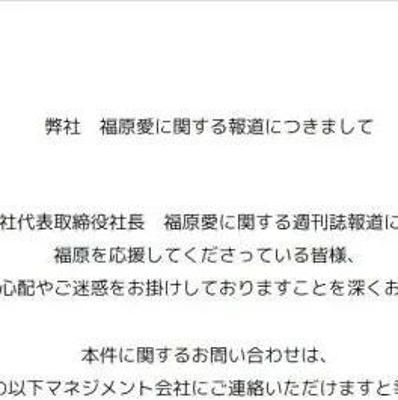 弊社　福原愛に関する報道につきまして
社代表取締役社長　福原愛に関する週刊誌報道に
福原を応援してくださっている皆様、
心配やご迷惑をお掛けしておりますことを深くお
本件に関するお問い合わせは、
の以下マネジメント会社にご連絡いただけますと幸